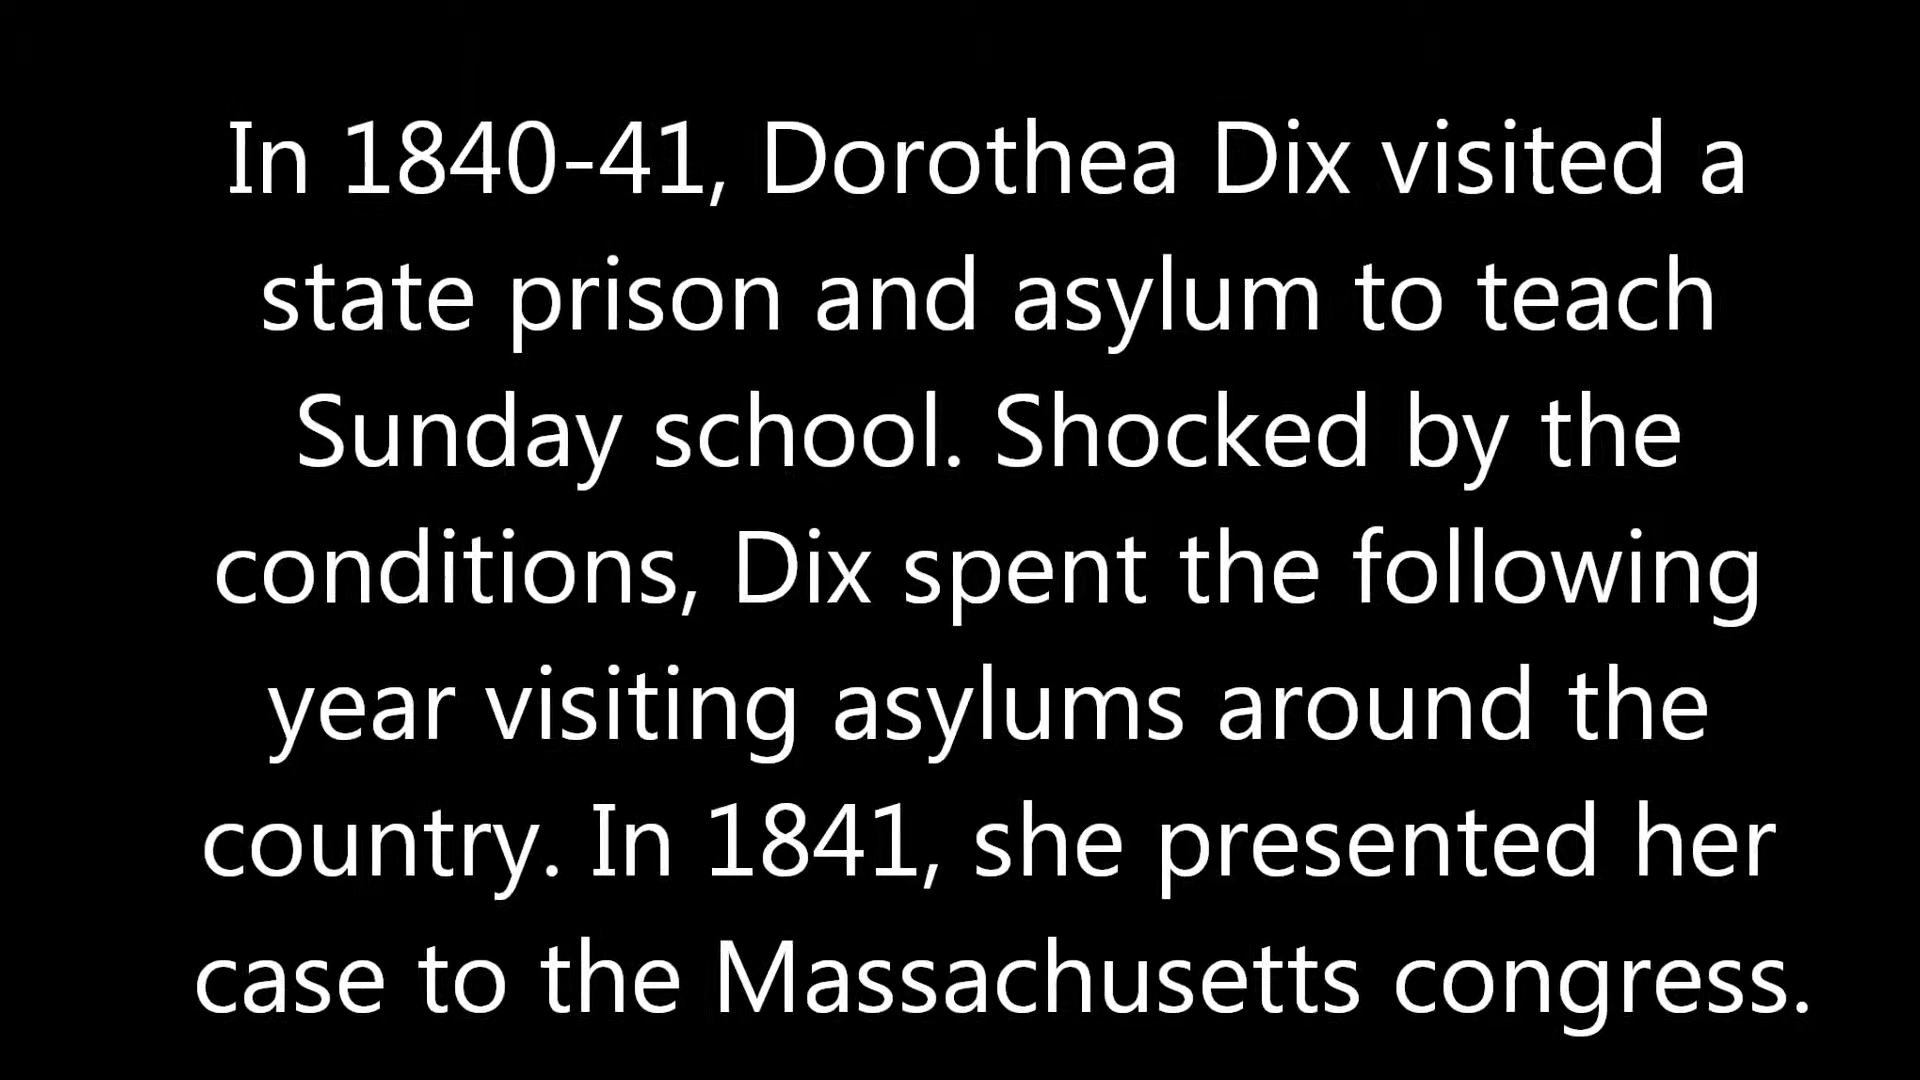 In 1840-41, Dorothea Dix visited a
state prison and asylum to teach
Sunday school. Shocked by the
conditions, Dix spent the following
year visiting asylums around the
country. In 1841, she presented her
case to the Massachusetts congress.